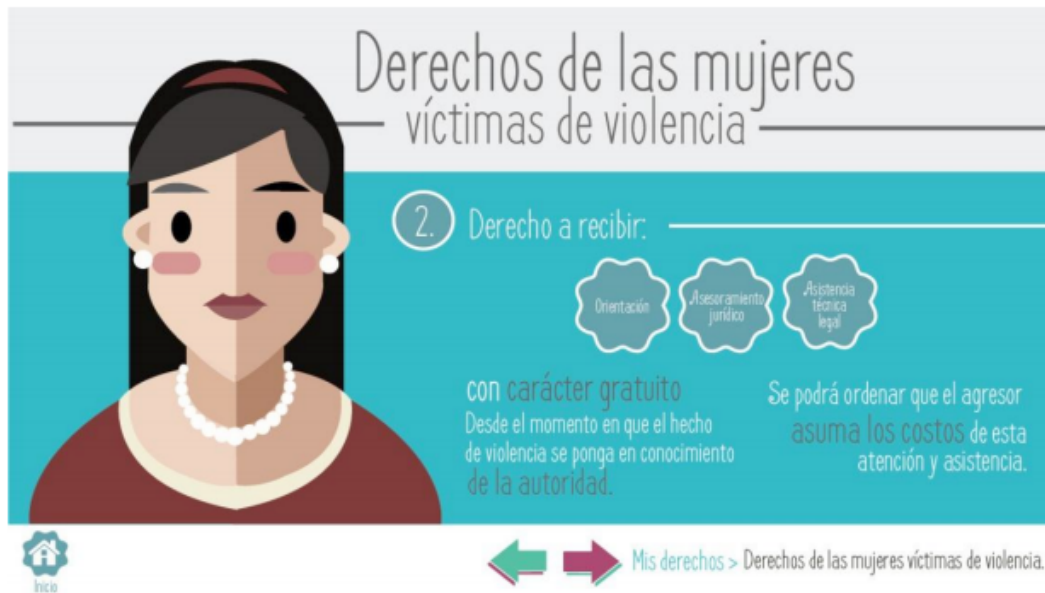 Derechos de las mujeres
víctimas de violencia
2. Derecho a recibir:
Orientación
Asesoramiento
jurídico
Asistencia
técnica
legal
con carácter gratuito
Desde el momento en que el hecho
de violencia se ponga en conocimiento
de la autoridad.
Se podrá ordenar que el agresor
asuma los costos de esta
atención y asistencia.
Inicio
Mis derechos > Derechos de las mujeres víctimas de violencia.